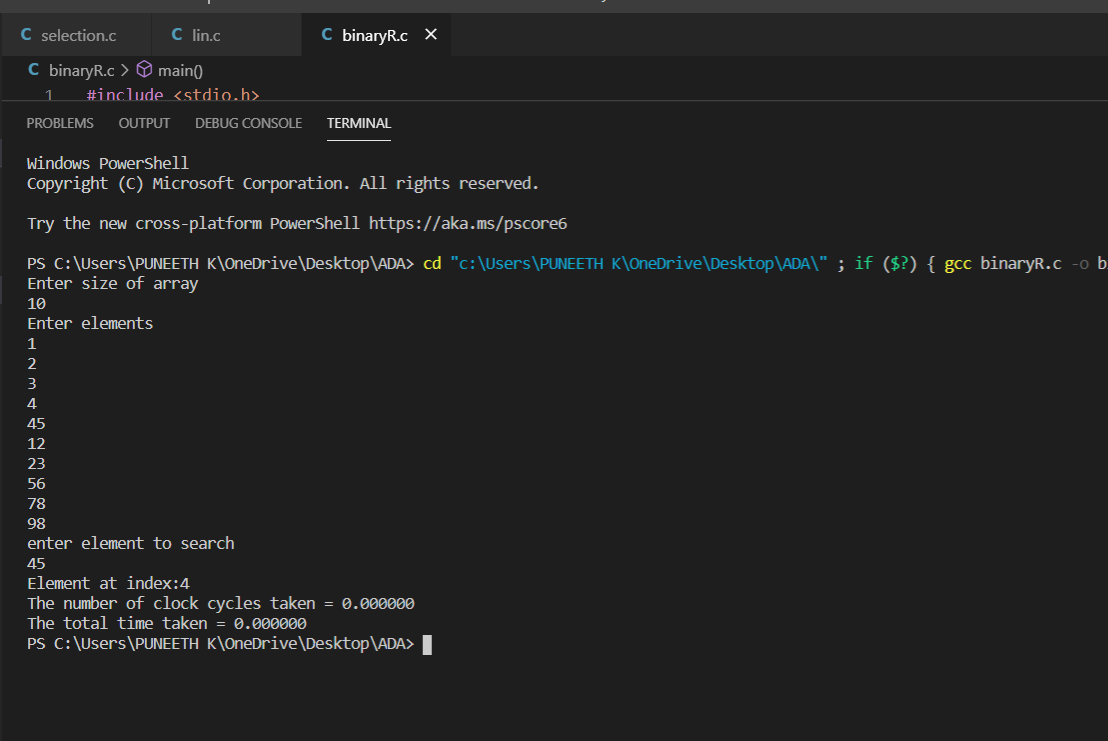 C selection.c C lin.c C binaryR.c ×
C binaryR.c > main()
1 #include <stdio.h>
PROBLEMS OUTPUT DEBUG CONSOLE TERMINAL
Windows PowerShell
Copyright (C) Microsoft Corporation. All rights reserved.
Try the new cross-platform PowerShell https://aka.ms/pscore6
PS C:\Users\PUNEETH K\OneDrive\Desktop\ADA> cd "c:\Users\PUNEETH K\OneDrive\Desktop\ADA\" ; if ($?) { gcc binaryR.c -o b
Enter size of array
10
Enter elements
1
2
3
4
45
12
23
56
78
98
enter element to search
45
Element at index:4
The number of clock cycles taken = 0.000000
The total time taken = 0.000000
PS C:\Users\PUNEETH K\OneDrive\Desktop\ADA>